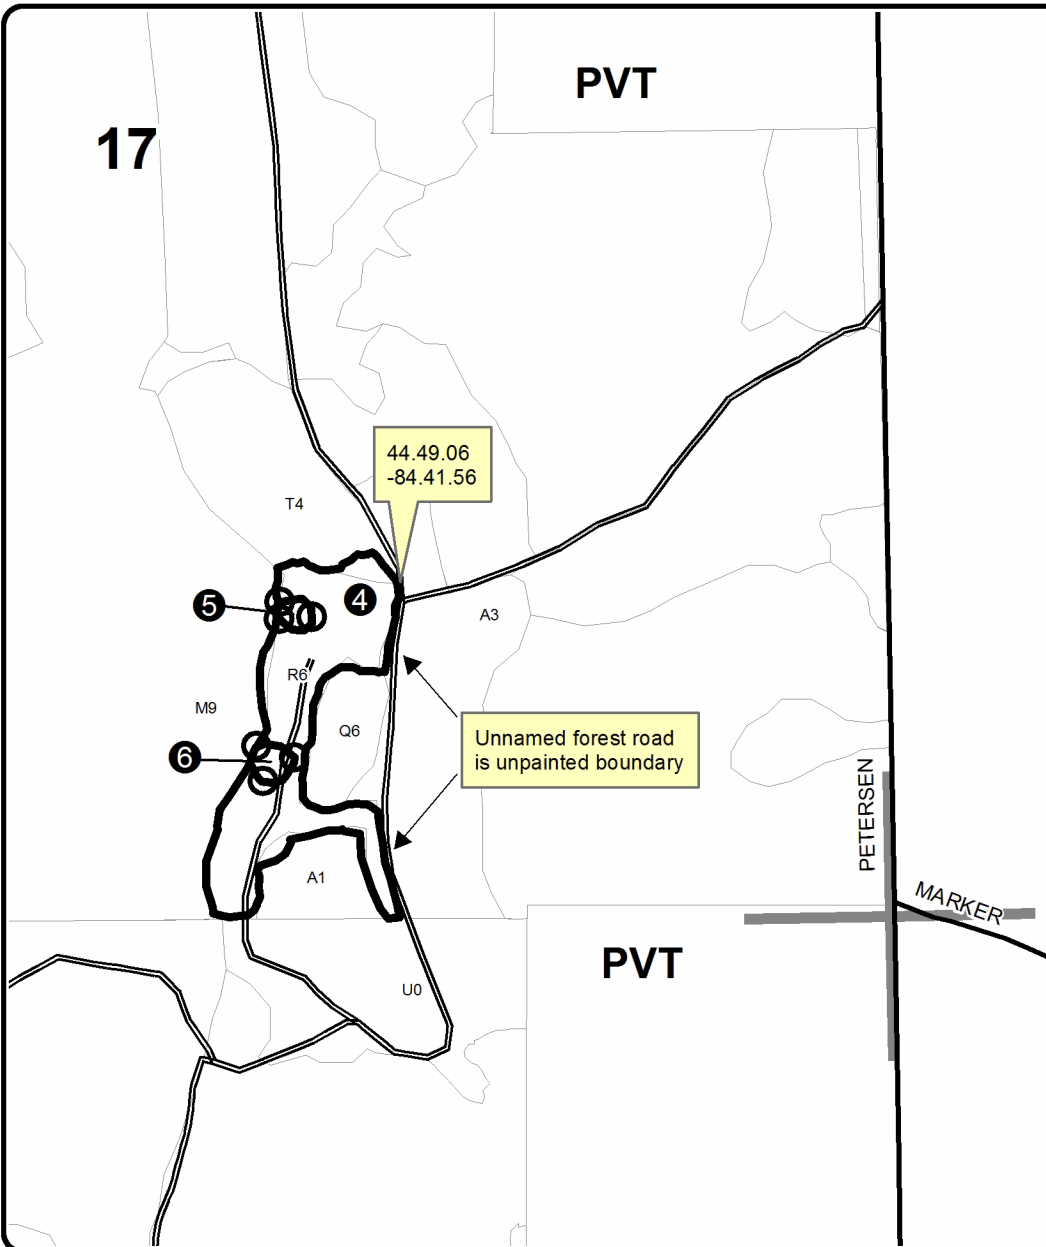 PVT
17
44.49.06
-84.41.56
T4
4
5
A3
R6
M9
Q6
Unnamed forest road
is unpainted boundary
6
PETERSEN
A1
MARKER
PVT
U0